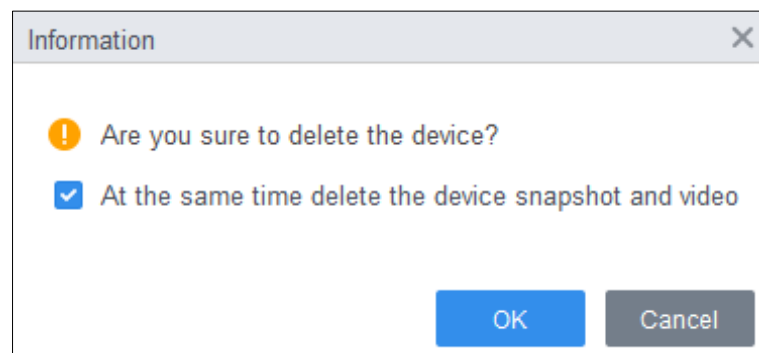 Information
Are you sure to delete the device?
At the same time delete the device snapshot and video
OK
Cancel